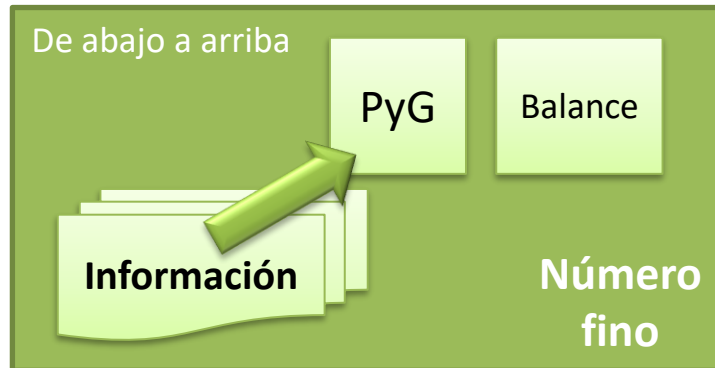 De abajo a arriba
PyG
Balance
Información
Número
fino